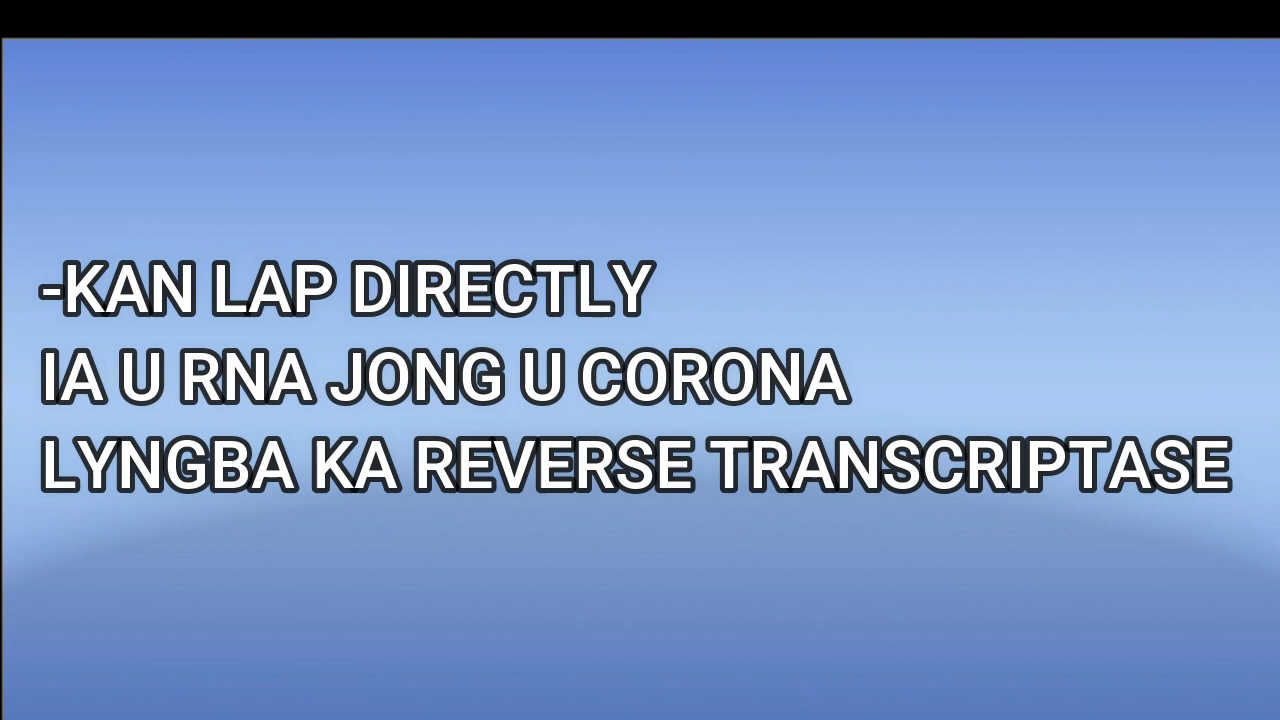 -KAN LAP DIRECTLY
IA U RNA JONG U CORONA
LYNGBA KA REVERSE TRANSCRIPTASE